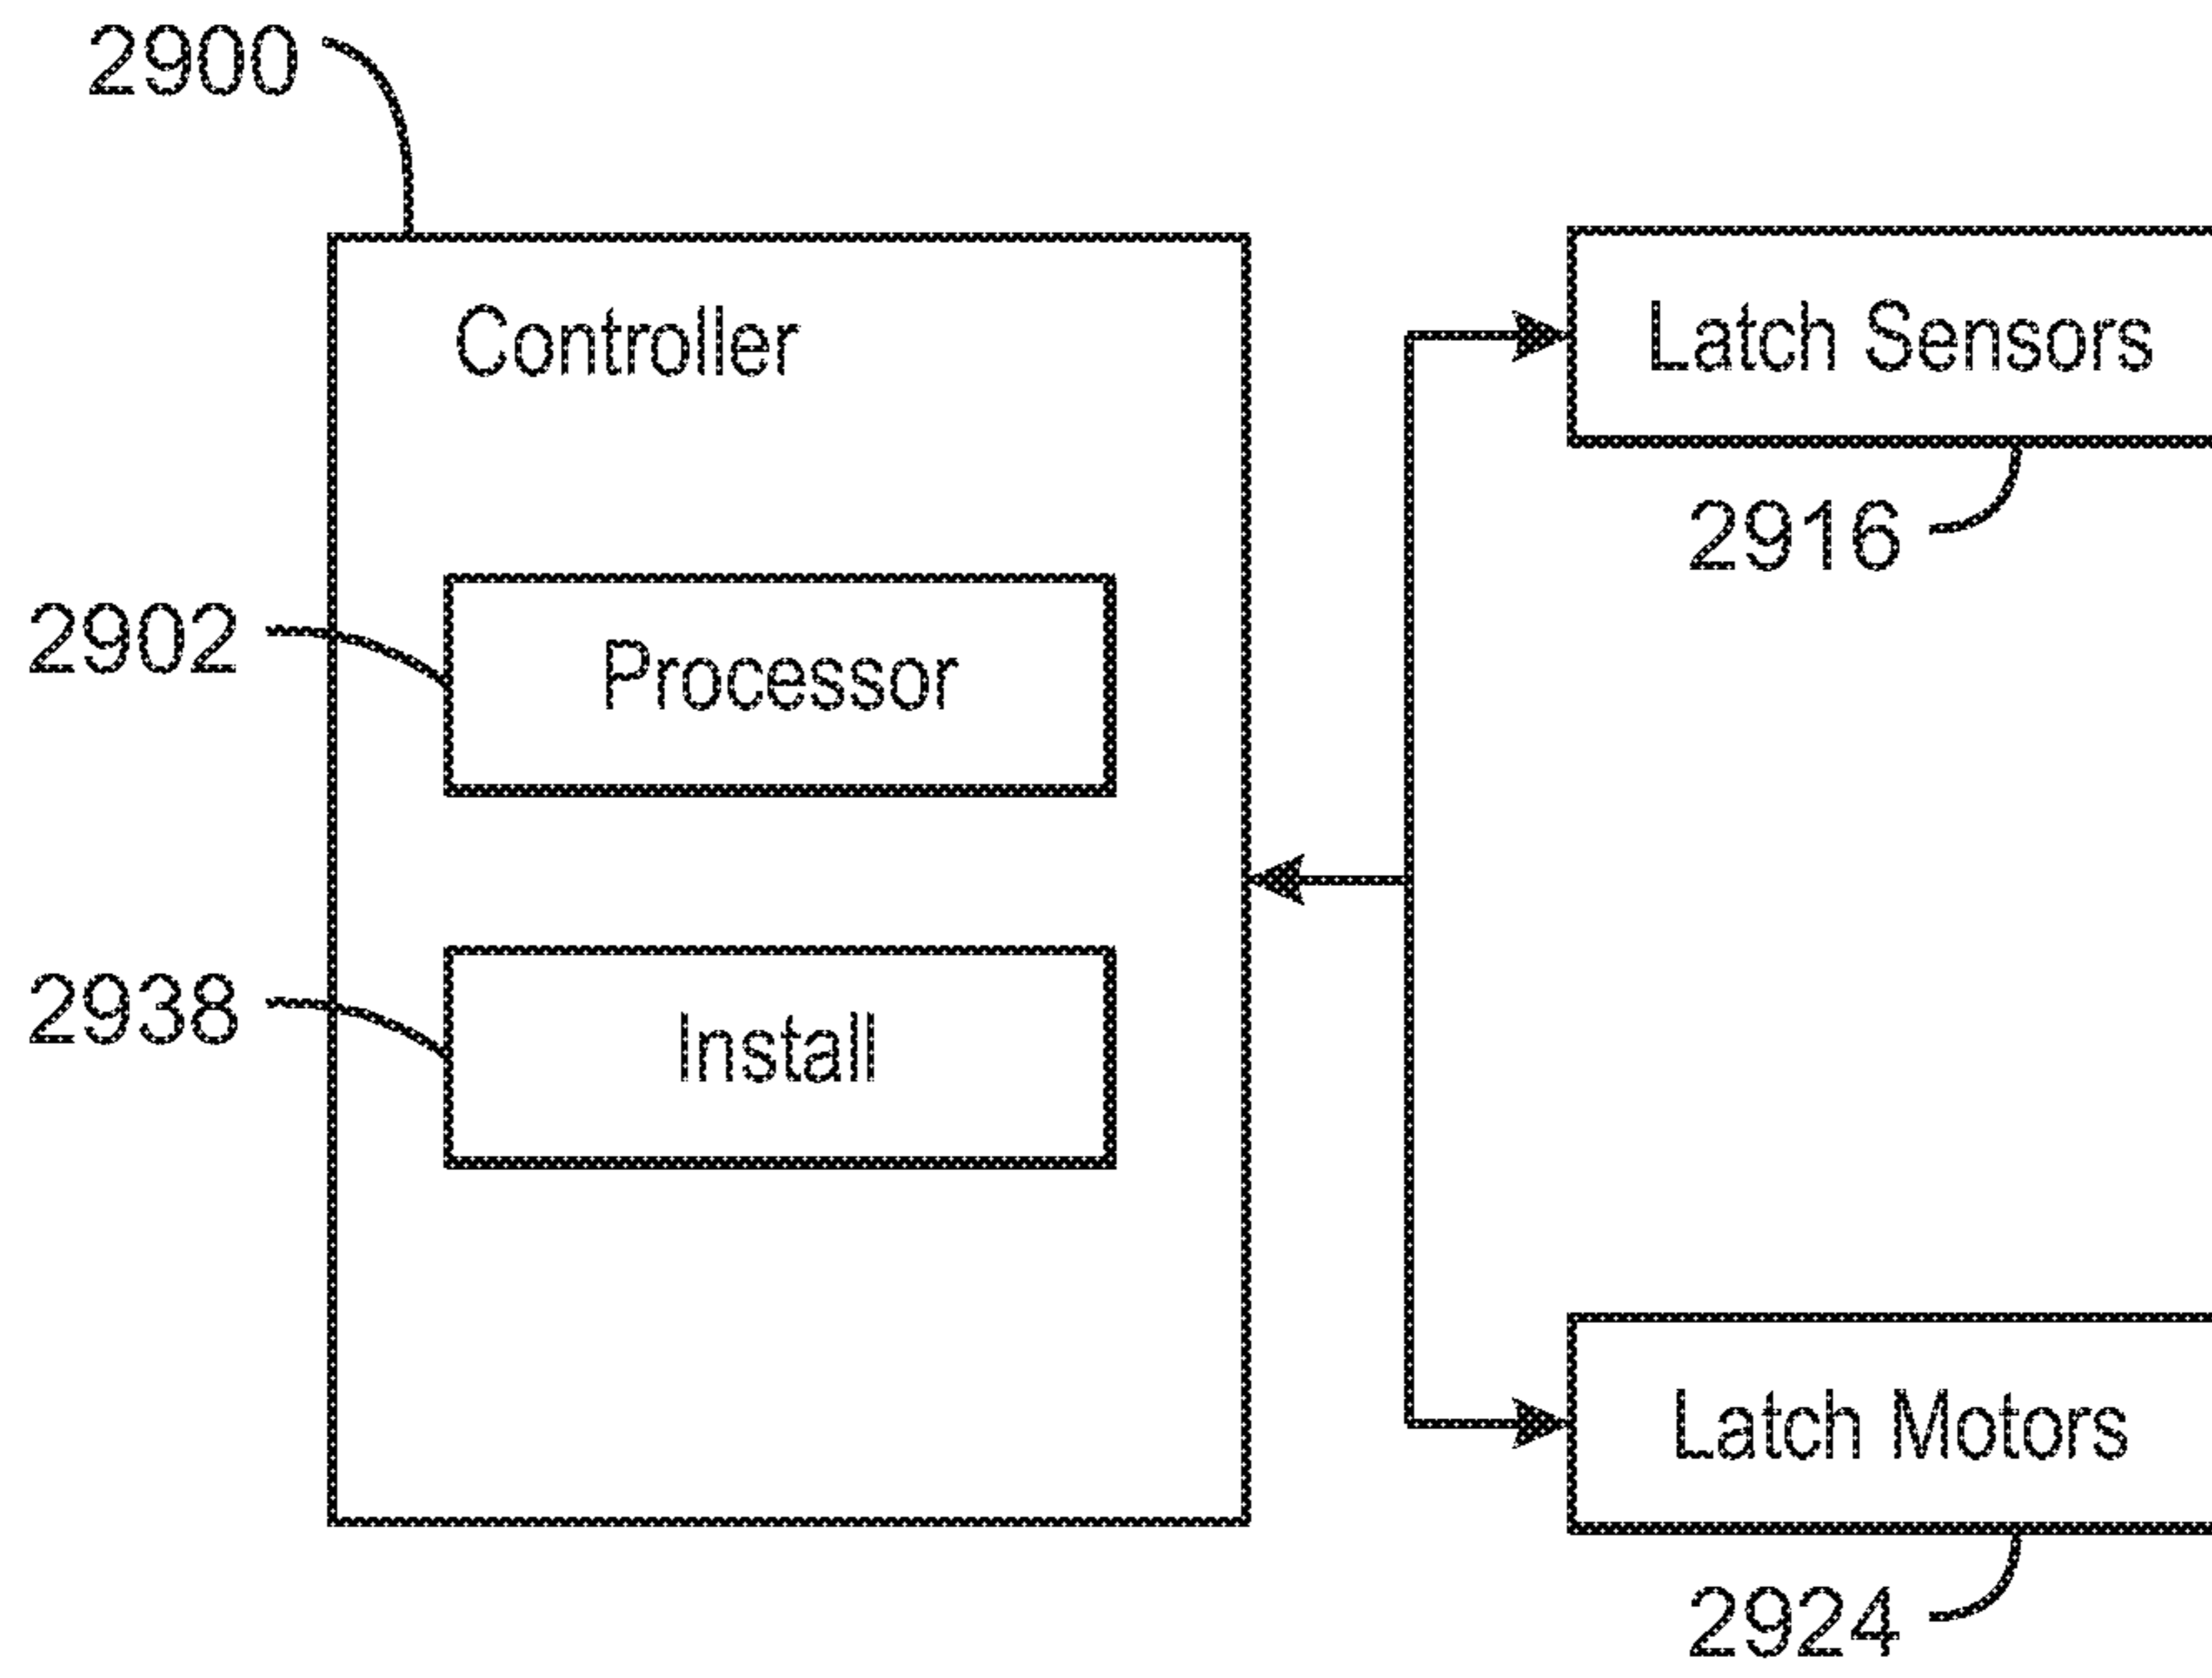 2900
Controller
Latch Sensors
2916
2902
Processor
2938
Install
Latch Motors
2924